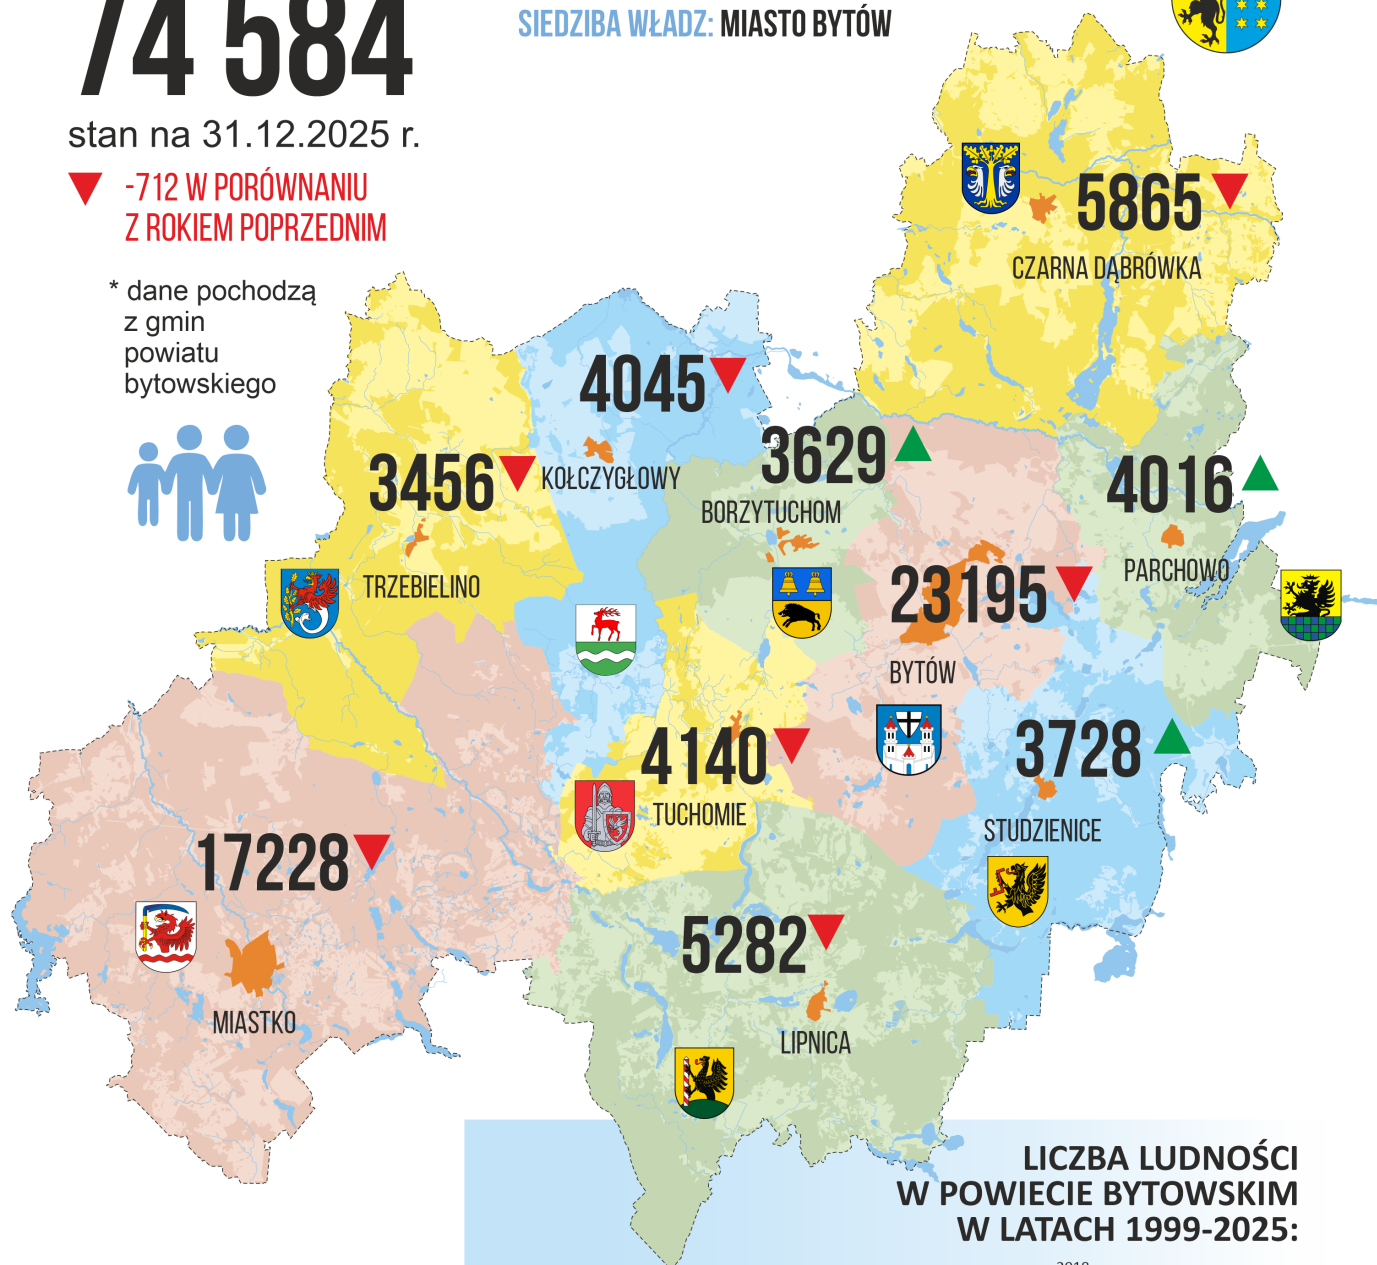 74 584
SIEDZIBA WŁADZ: MIASTO BYTÓW
stan na 31.12.2025 r.
-712 W PORÓWNANIU
Z ROKIEM POPRZEDNIM
* dane pochodzą
z gmin
powiatu
bytowskiego
5865
CZARNA DĄBRÓWKA
4045
KOŁCZYGŁOWY
3629
BORZYTUCHOM
3456
TRZEBIELINO
4016
PARCHOWO
23195
BYTÓW
4140
TUCHOMIE
3728
STUDZIENICE
17228
MIASTKO
5282
LIPNICA
LICZBA LUDNOŚCI
W POWIECIE BYTOWSKIM
W LATACH 1999-2025: